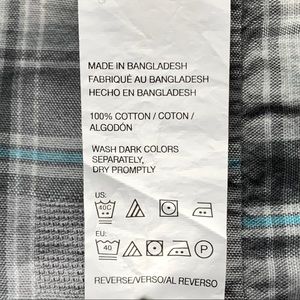 MADE IN BANGLADESH
FABRIQUÉ AU BANGLADESH
HECHO EN BANGLADESH
100% COTTON / COTON /
ALGODÓN
WASH DARK COLORS
SEPARATELY,
DRY PROMPTLY
US:
40C
EU:
40 P
REVERSE/VERSO/AL REVERSO